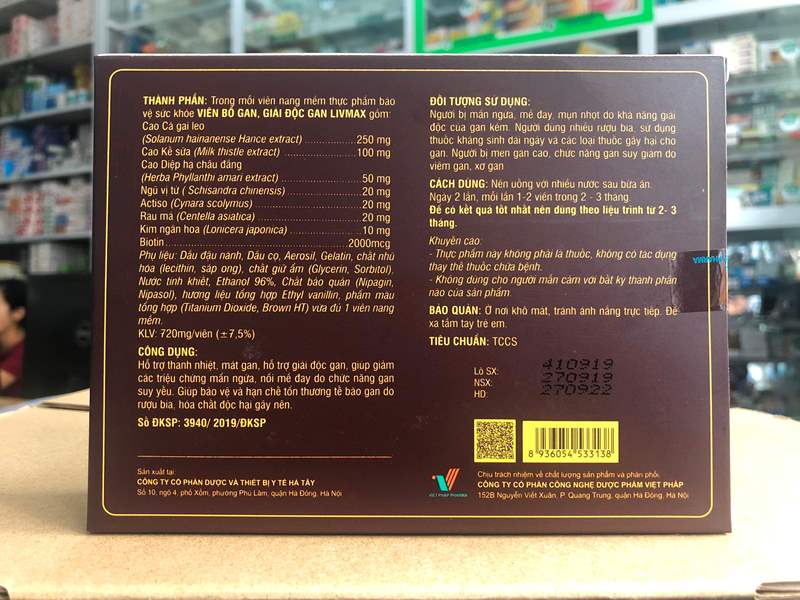 THÀNH PHẦN: Trong mỗi viên nang mềm thực phẩm bảo
vệ sức khỏe VIÊN BỔ GAN, GIẢI ĐỘC GAN LIVMAX gồm:
Cao Cà gai leo
(Solanum hainanense Hance extract) 250 mg
Cao Kế sữa (Milk thistle extract) 100 mg
Cao Diệp hạ châu đắng
(Herba Phyllanthi amari extract) 50 mg
Ngũ vị tử ( Schisandra chinensis) 20 mg
Actiso (Cynara scolymus) 20 mg
Rau má (Centella asiatica) 20 mg
Kim ngân hoa (Lonicera japonica) 10 mg
Biotin 2000mcg
Phụ liệu: Dầu đậu nành, Dầu cọ, Aerosil, Gelatin, chất nhũ
hóa (lecithin, sáp ong), chất giữ ẩm (Glycerin, Sorbitol),
Nước tinh khiết, Ethanol 96%, Chất bảo quản (Nipagin,
Nipasol), hương liệu tổng hợp Ethyl vanillin, phẩm màu
tổng hợp (Titanium Dioxide, Brown HT) vừa đủ 1 viên nang
mềm.
KLV: 720mg/viên (±7,5%)
CÔNG DỤNG:
Hỗ trợ thanh nhiệt, mát gan, hỗ trợ giải độc gan, giúp giảm
các triệu chứng mẩn ngứa, nổi mề đay do chức năng gan
suy yếu. Giúp bảo vệ và hạn chế tổn thương tế bào gan do
rượu bia, hóa chất độc hại gây nên.
Số ĐKSP: 3940/ 2019/ĐKSP
Sản xuất tại:
CÔNG TY CỔ PHẦN DƯỢC VÀ THIẾT BỊ Y TẾ HÀ TÂY
Số 10, ngõ 4, phố Xốm, phường Phú Lãm, quận Hà Đông, Hà Nội
ĐỐI TƯỢNG SỬ DỤNG:
Người bị mẩn ngứa, mề đay, mụn nhọt do khả năng giải
độc của gan kém. Người dùng nhiều rượu bia, sử dụng
thuốc kháng sinh dài ngày và các loại thuốc gây hại cho
gan. Người bị men gan cao, chức năng gan suy giảm do
viêm gan, xơ gan
CÁCH DÙNG: Nên uống với nhiều nước sau bữa ăn.
Ngày 2 lần, mỗi lần 1-2 viên trong 2 - 3 tháng.
Để có kết quả tốt nhất nên dùng theo liệu trình từ 2- 3
tháng.
Khuyến cáo
- Thực phẩm này không phải là thuốc, không có tác dụng
thay thế thuốc chữa bệnh.
- Không dùng cho người mẫn cảm với bất kỳ thành phần
nào của sản phẩm.
BẢO QUẢN: Ở nơi khô mát, tránh ánh nắng trực tiếp. Để
xa tầm tay trẻ em.
TIÊU CHUẨN: TCCS
Lô SX: 410919
NSX: 270919
HD: 270922
8 936054 533138
VIET PHAP PHARMA
Chịu trách nhiệm về chất lượng sản phẩm và phân phối:
CÔNG TY CỔ PHẦN CÔNG NGHỆ DƯỢC PHẨM VIỆT PHÁP
152B Nguyễn Viết Xuân, P. Quang Trung, quận Hà Đông, Hà Nội